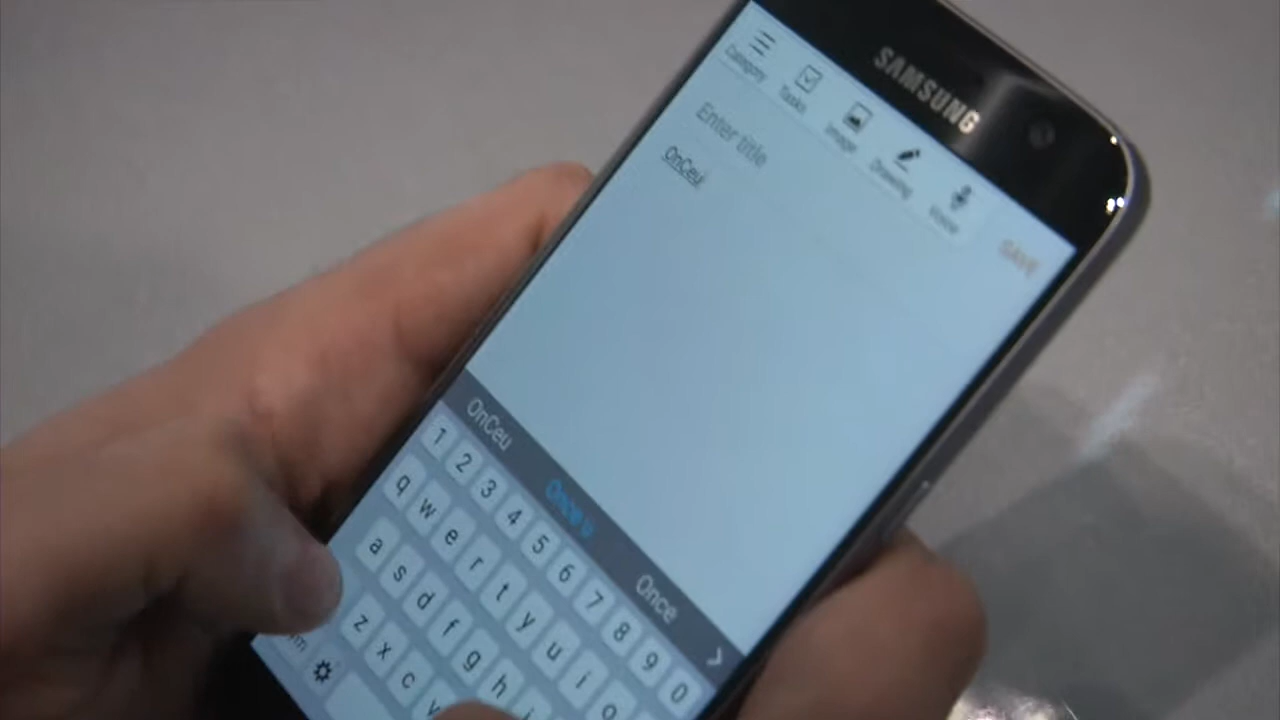 SAMSUNG
Category Tasks Image Drawing Voice
SAVE
Enter title
OnCeu
OnCeu
Once
1 2 3 4 5 6 7 8 9 0
q w e r t y u i o
a s d f g h
z x c v